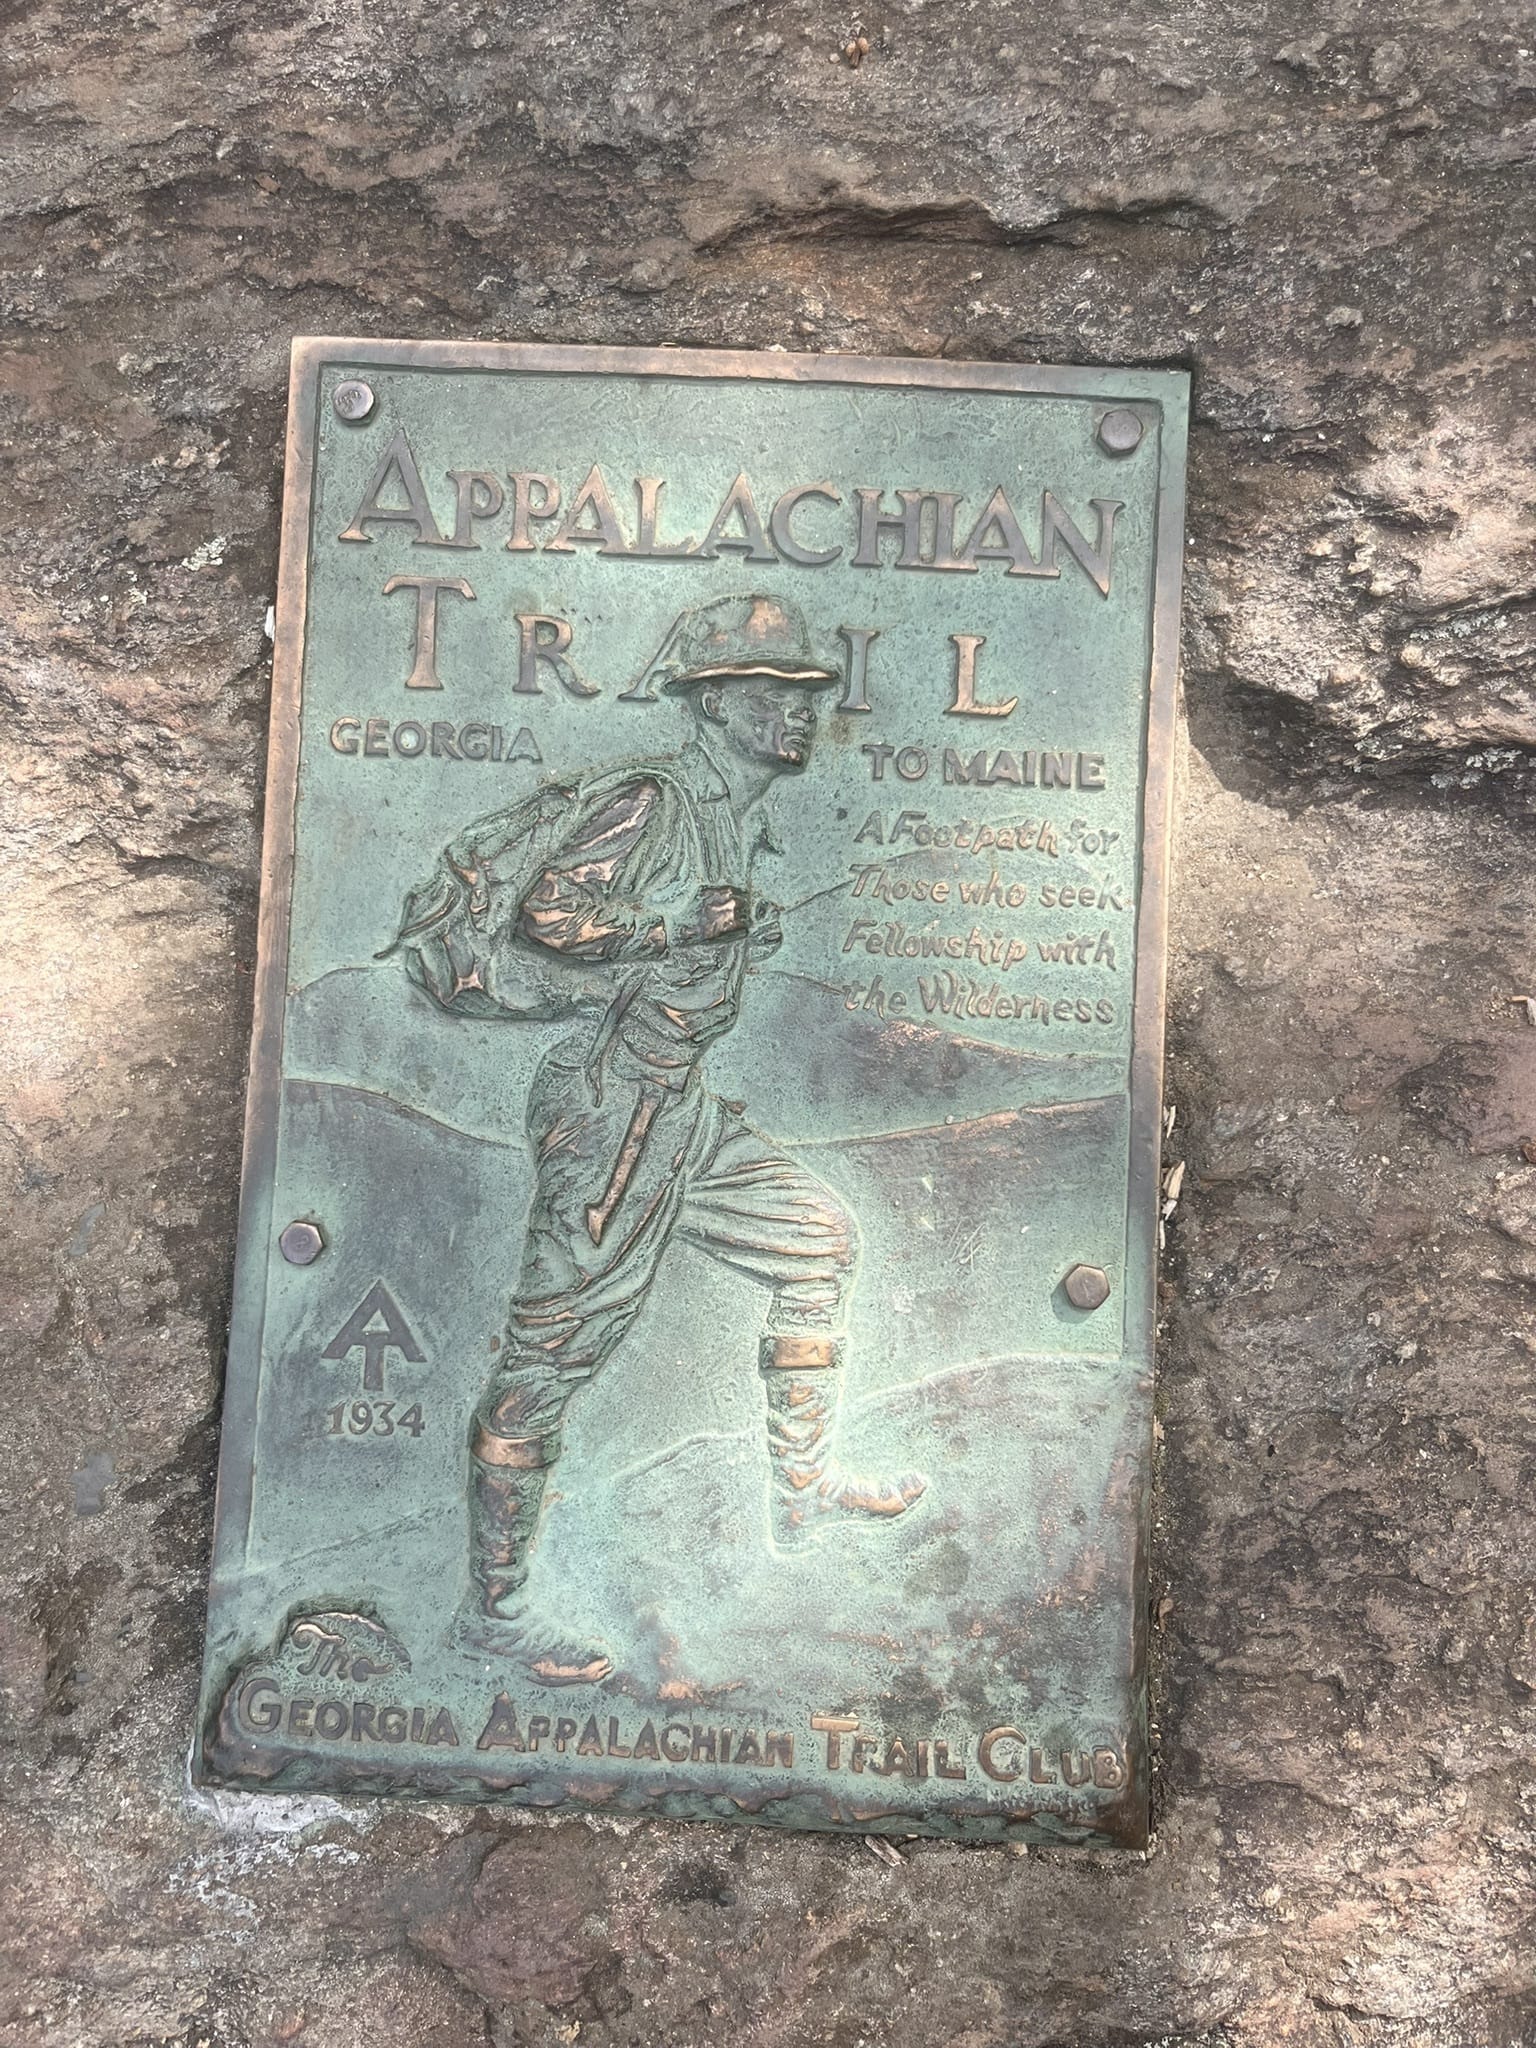 APPALACHIAN
TRAIL
GEORGIA TO MAINE
A Footpath for
Those who seek
Fellowship with
the Wilderness
AT
1934
The
GEORGIA APPALACHIAN TRAIL CLUB